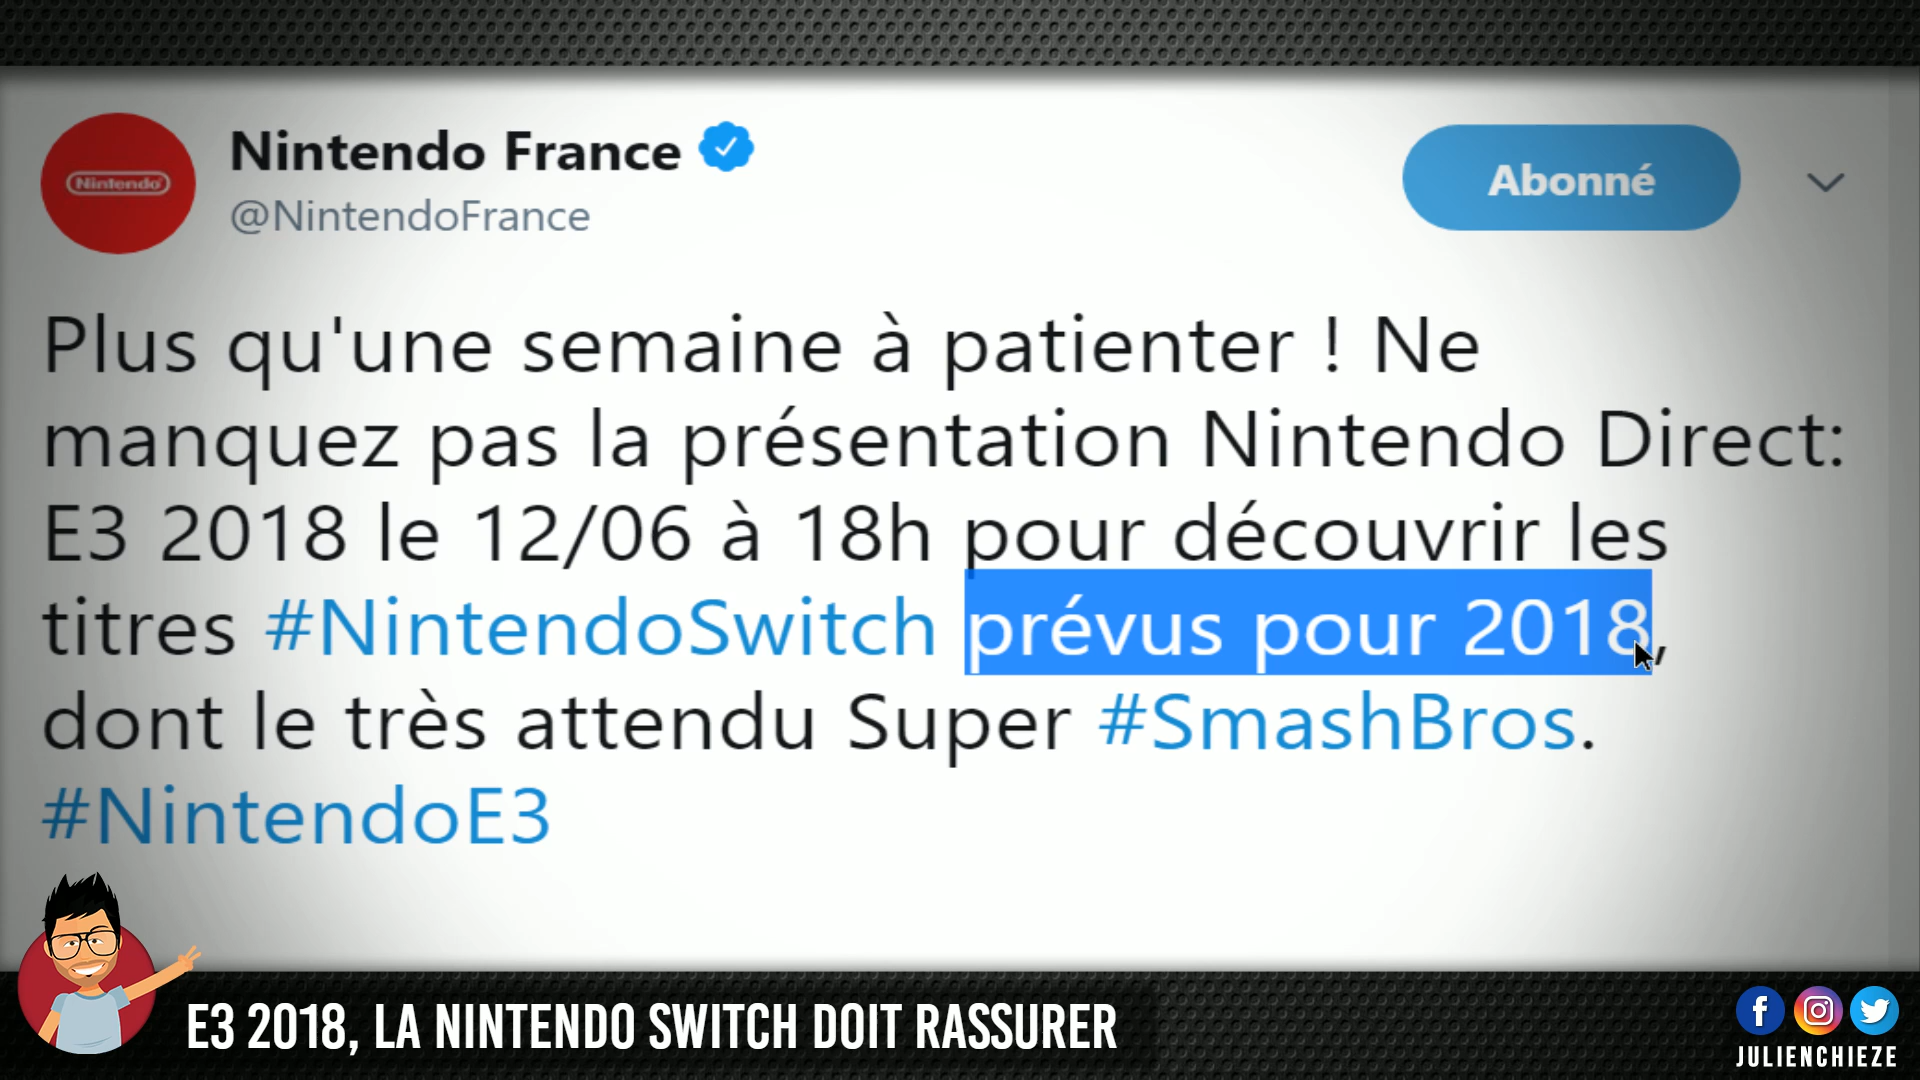 Nintendo
Nintendo France
@NintendoFrance
Abonné
Plus qu'une semaine à patienter ! Ne
manquez pas la présentation Nintendo Direct:
E3 2018 le 12/06 à 18h pour découvrir les
titres #NintendoSwitch prévus pour 2018,
dont le très attendu Super #SmashBros.
#NintendoE3
E3 2018, LA NINTENDO SWITCH DOIT RASSURER
JULIENCHIEZE